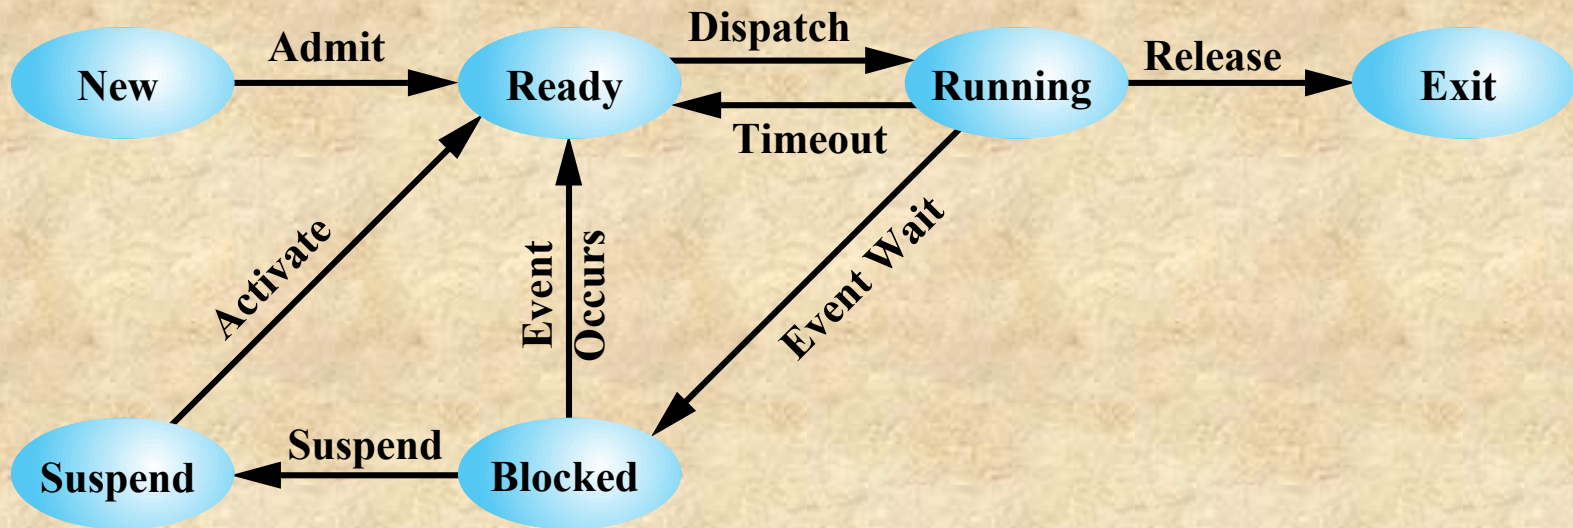 Dispatch
Admit
Release
New
Ready
Running
Exit
Timeout
Activate
Event
Occurs
Event Wait
Suspend
Suspend
Blocked